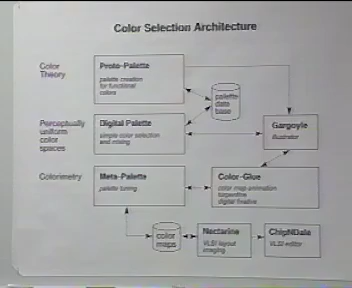 Color Selection Architecture
Color
Theory
Proto-Palette
palette creation
for functional
colors
palette
data
base
Perceptually
uniform
color
spaces
Digital Palette
simple color selection
and mixing
Gargoyle
illustrator
Colorimetry
Meta-Palette
palette tuning
Color-Glue
color map animation
turpentine
digital fixative
color
maps
Nectarine
VLSI layout
imaging
ChipNDale
VLSI editor